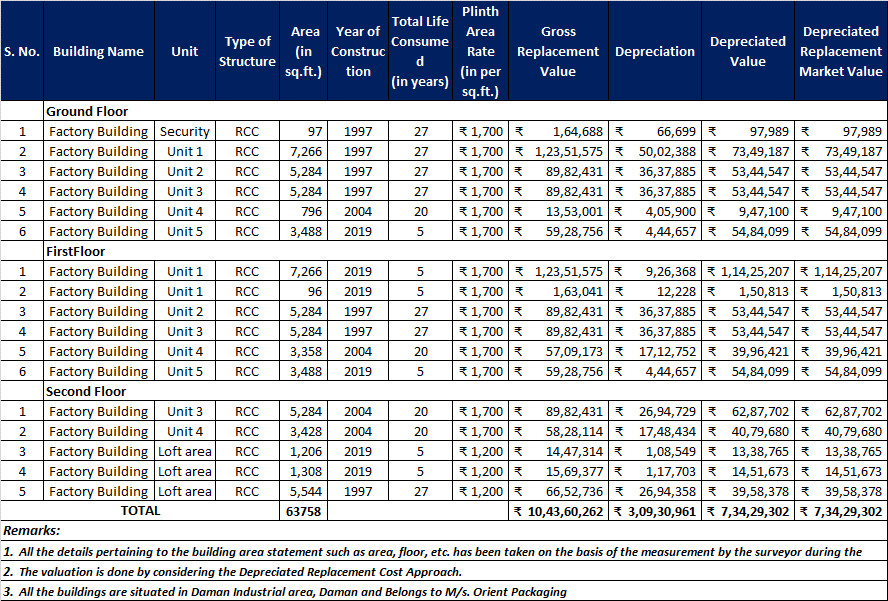 S. No. Building Name Unit Type of Structure Area (in sq.ft.) Year of Construc tion Total Life Consume d (in years) Plinth Area Rate (in per sq.ft.) Gross Replacement Value Depreciation Depreciated Value Depreciated Replacement Market Value
Ground Floor
1 Factory Building Security RCC 97 1997 27 ₹ 1,700 ₹ 1,64,688 ₹ 66,699 ₹ 97,989 ₹ 97,989
2 Factory Building Unit 1 RCC 7,266 1997 27 ₹ 1,700 ₹ 1,23,51,575 ₹ 50,02,388 ₹ 73,49,187 ₹ 73,49,187
3 Factory Building Unit 2 RCC 5,284 1997 27 ₹ 1,700 ₹ 89,82,431 ₹ 36,37,885 ₹ 53,44,547 ₹ 53,44,547
4 Factory Building Unit 3 RCC 5,284 1997 27 ₹ 1,700 ₹ 89,82,431 ₹ 36,37,885 ₹ 53,44,547 ₹ 53,44,547
5 Factory Building Unit 4 RCC 796 2004 20 ₹ 1,700 ₹ 13,53,001 ₹ 4,05,900 ₹ 9,47,100 ₹ 9,47,100
6 Factory Building Unit 5 RCC 3,488 2019 5 ₹ 1,700 ₹ 59,28,756 ₹ 4,44,657 ₹ 54,84,099 ₹ 54,84,099
FirstFloor
1 Factory Building Unit 1 RCC 7,266 2019 5 ₹ 1,700 ₹ 1,23,51,575 ₹ 9,26,368 ₹ 1,14,25,207 ₹ 1,14,25,207
2 Factory Building Unit 1 RCC 96 2019 5 ₹ 1,700 ₹ 1,63,041 ₹ 12,228 ₹ 1,50,813 ₹ 1,50,813
3 Factory Building Unit 2 RCC 5,284 1997 27 ₹ 1,700 ₹ 89,82,431 ₹ 36,37,885 ₹ 53,44,547 ₹ 53,44,547
4 Factory Building Unit 3 RCC 5,284 1997 27 ₹ 1,700 ₹ 89,82,431 ₹ 36,37,885 ₹ 53,44,547 ₹ 53,44,547
5 Factory Building Unit 4 RCC 3,358 2004 20 ₹ 1,700 ₹ 57,09,173 ₹ 17,12,752 ₹ 39,96,421 ₹ 39,96,421
6 Factory Building Unit 5 RCC 3,488 2019 5 ₹ 1,700 ₹ 59,28,756 ₹ 4,44,657 ₹ 54,84,099 ₹ 54,84,099
Second Floor
1 Factory Building Unit 3 RCC 5,284 2004 20 ₹ 1,700 ₹ 89,82,431 ₹ 26,94,729 ₹ 62,87,702 ₹ 62,87,702
2 Factory Building Unit 4 RCC 3,428 2004 20 ₹ 1,700 ₹ 58,28,114 ₹ 17,48,434 ₹ 40,79,680 ₹ 40,79,680
3 Factory Building Loft area RCC 1,206 2019 5 ₹ 1,200 ₹ 14,47,314 ₹ 1,08,549 ₹ 13,38,765 ₹ 13,38,765
4 Factory Building Loft area RCC 1,308 2019 5 ₹ 1,200 ₹ 15,69,377 ₹ 1,17,703 ₹ 14,51,673 ₹ 14,51,673
5 Factory Building Loft area RCC 5,544 1997 27 ₹ 1,200 ₹ 66,52,736 ₹ 26,94,358 ₹ 39,58,378 ₹ 39,58,378
TOTAL 63758 ₹ 10,43,60,262 ₹ 3,09,30,961 ₹ 7,34,29,302 ₹ 7,34,29,302
Remarks:
1. All the details pertaining to the building area statement such as area, floor, etc. has been taken on the basis of the measurement by the surveyor during the
2. The valuation is done by considering the Depreciated Replacement Cost Approach.
3. All the buildings are situated in Daman Industrial area, Daman and Belongs to M/s. Orient Packaging